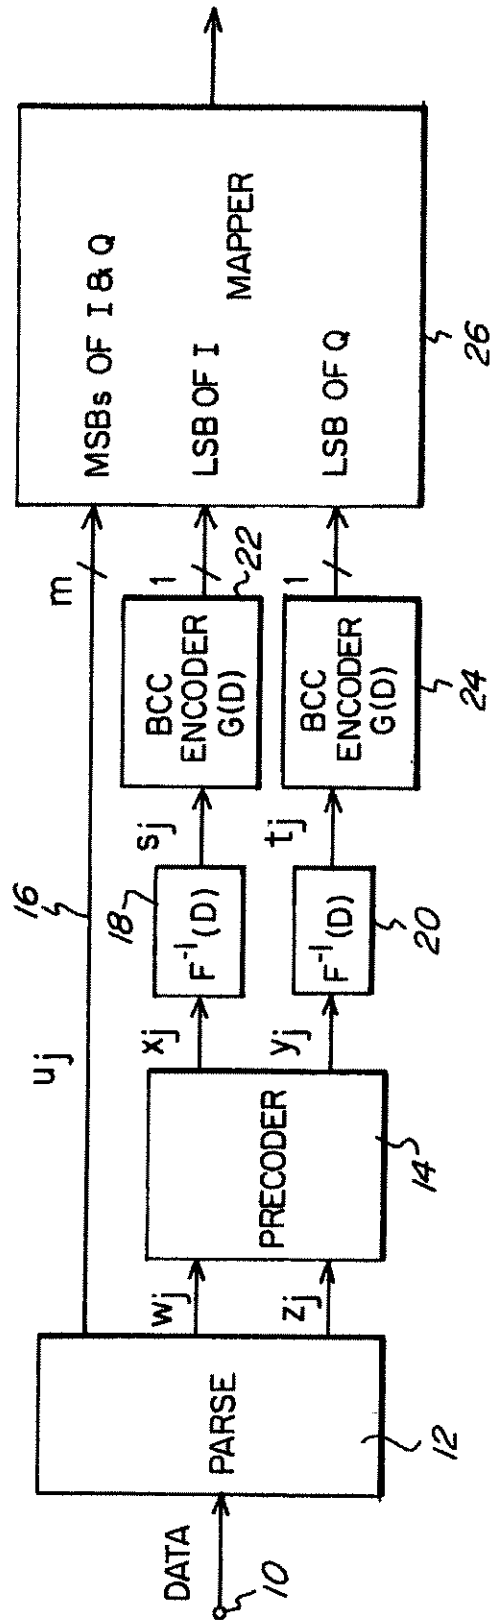 DATA
10
PARSE
12
uj
16
wj
zj
PRECODER
14
xj
yj
F⁻¹(D)
18
F⁻¹(D)
20
sj
tj
BCC
ENCODER
G(D)
22
BCC
ENCODER
G(D)
24
m
1
1
MSBs OF I & Q
LSB OF I
MAPPER
LSB OF Q
26